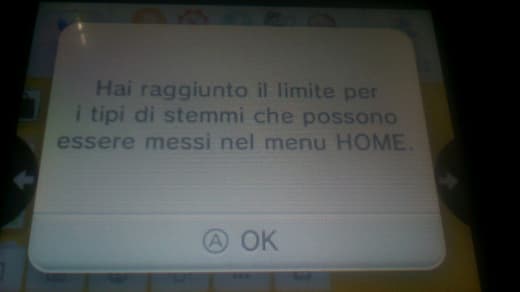 Hai raggiunto il limite per
i tipi di stemmi che possono
essere messi nel menu HOME.
A OK